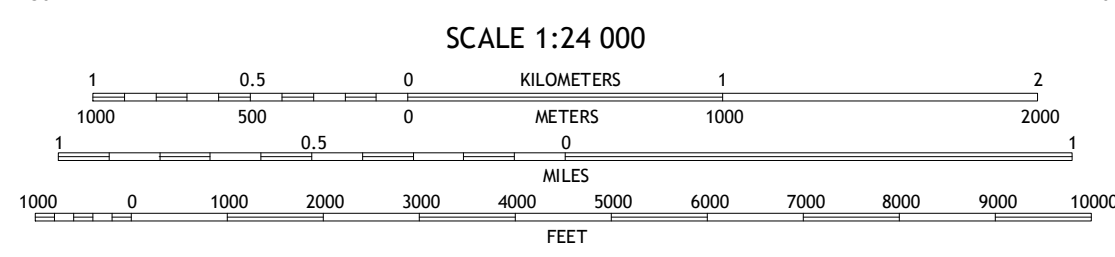 SCALE 1:24 000
1 0.5 0 KILOMETERS 1 2
1000 500 0 METERS 1000 2000
1 0.5 0 1
MILES
1000 0 1000 2000 3000 4000 5000 6000 7000 8000 9000 10000
FEET